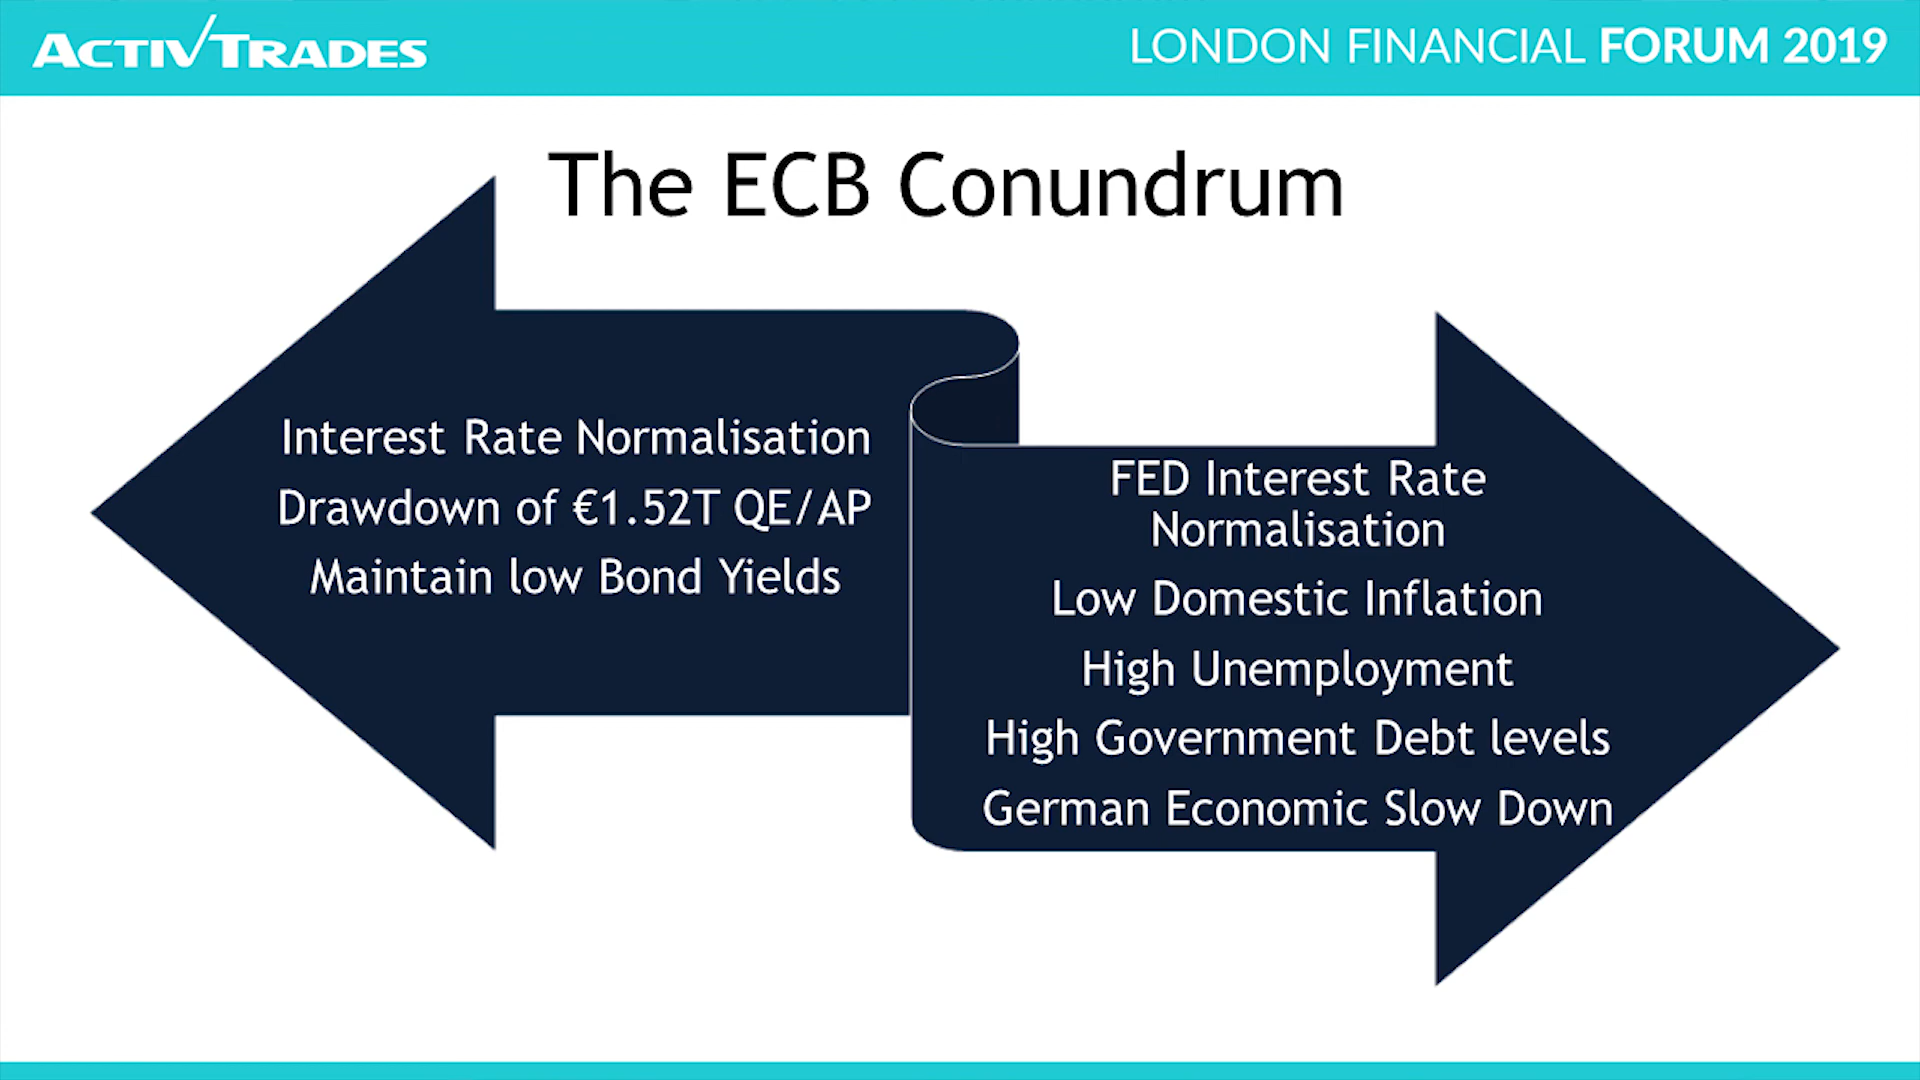 ACTIVTRADES
LONDON FINANCIAL FORUM 2019
The ECB Conundrum
Interest Rate Normalisation
Drawdown of €1.52T QE/AP
Maintain low Bond Yields
FED Interest Rate
Normalisation
Low Domestic Inflation
High Unemployment
High Government Debt levels
German Economic Slow Down